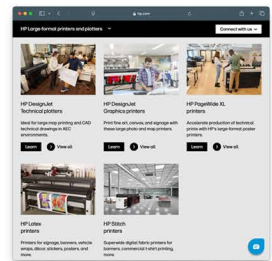 hp.com
HP Large format printers and plotters
Connect with us
HP DesignJet
Technical plotters
Ideal for large map printing and CAD
technical drawings in AEC
environments.
Learn
View all
HP DesignJet
Graphics printers
Print fine art, canvas, and signage with
these large photo and map printers.
Learn
View all
HP PageWide XL
printers
Accelerate production of technical
prints with HP's large format poster
printers.
Learn
View all
HP Latex
printers
Printers for signage, banners, vehicle
wraps, décor, stickers, posters, and
more.
HP Stitch
printers
Superwide digital fabric printers for
banners, commercial t-shirt printing,
more.